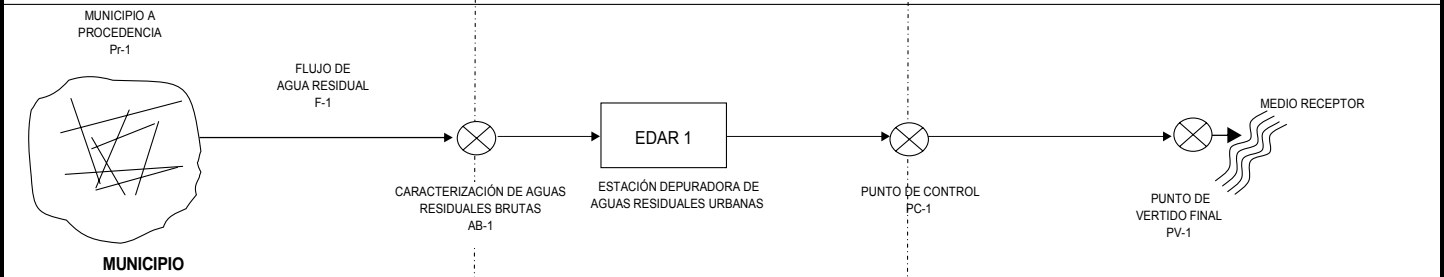 MUNICIPIO A
PROCEDENCIA
Pr-1
FLUJO DE
AGUA RESIDUAL
F-1
MEDIO RECEPTOR
EDAR 1
CARACTERIZACIÓN DE AGUAS
RESIDUALES BRUTAS
AB-1
ESTACIÓN DEPURADORA DE
AGUAS RESIDUALES URBANAS
PUNTO DE CONTROL
PC-1
PUNTO DE
VERTIDO FINAL
PV-1
MUNICIPIO